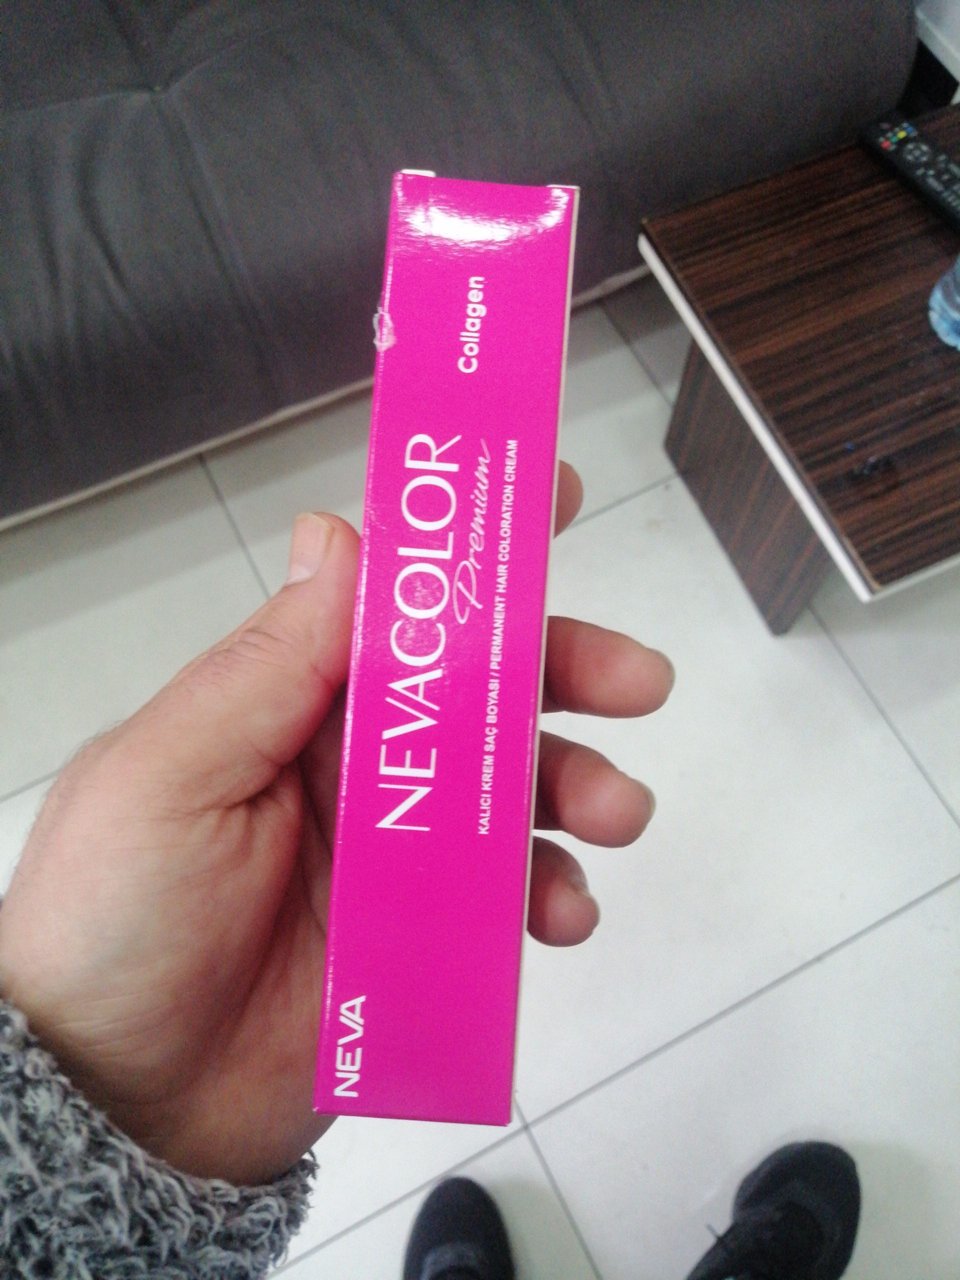 NEVACOLOR
Premium
KALICI KREM SAÇ BOYASI / PERMANENT HAIR COLORATION CREAM
Collagen
NEVA